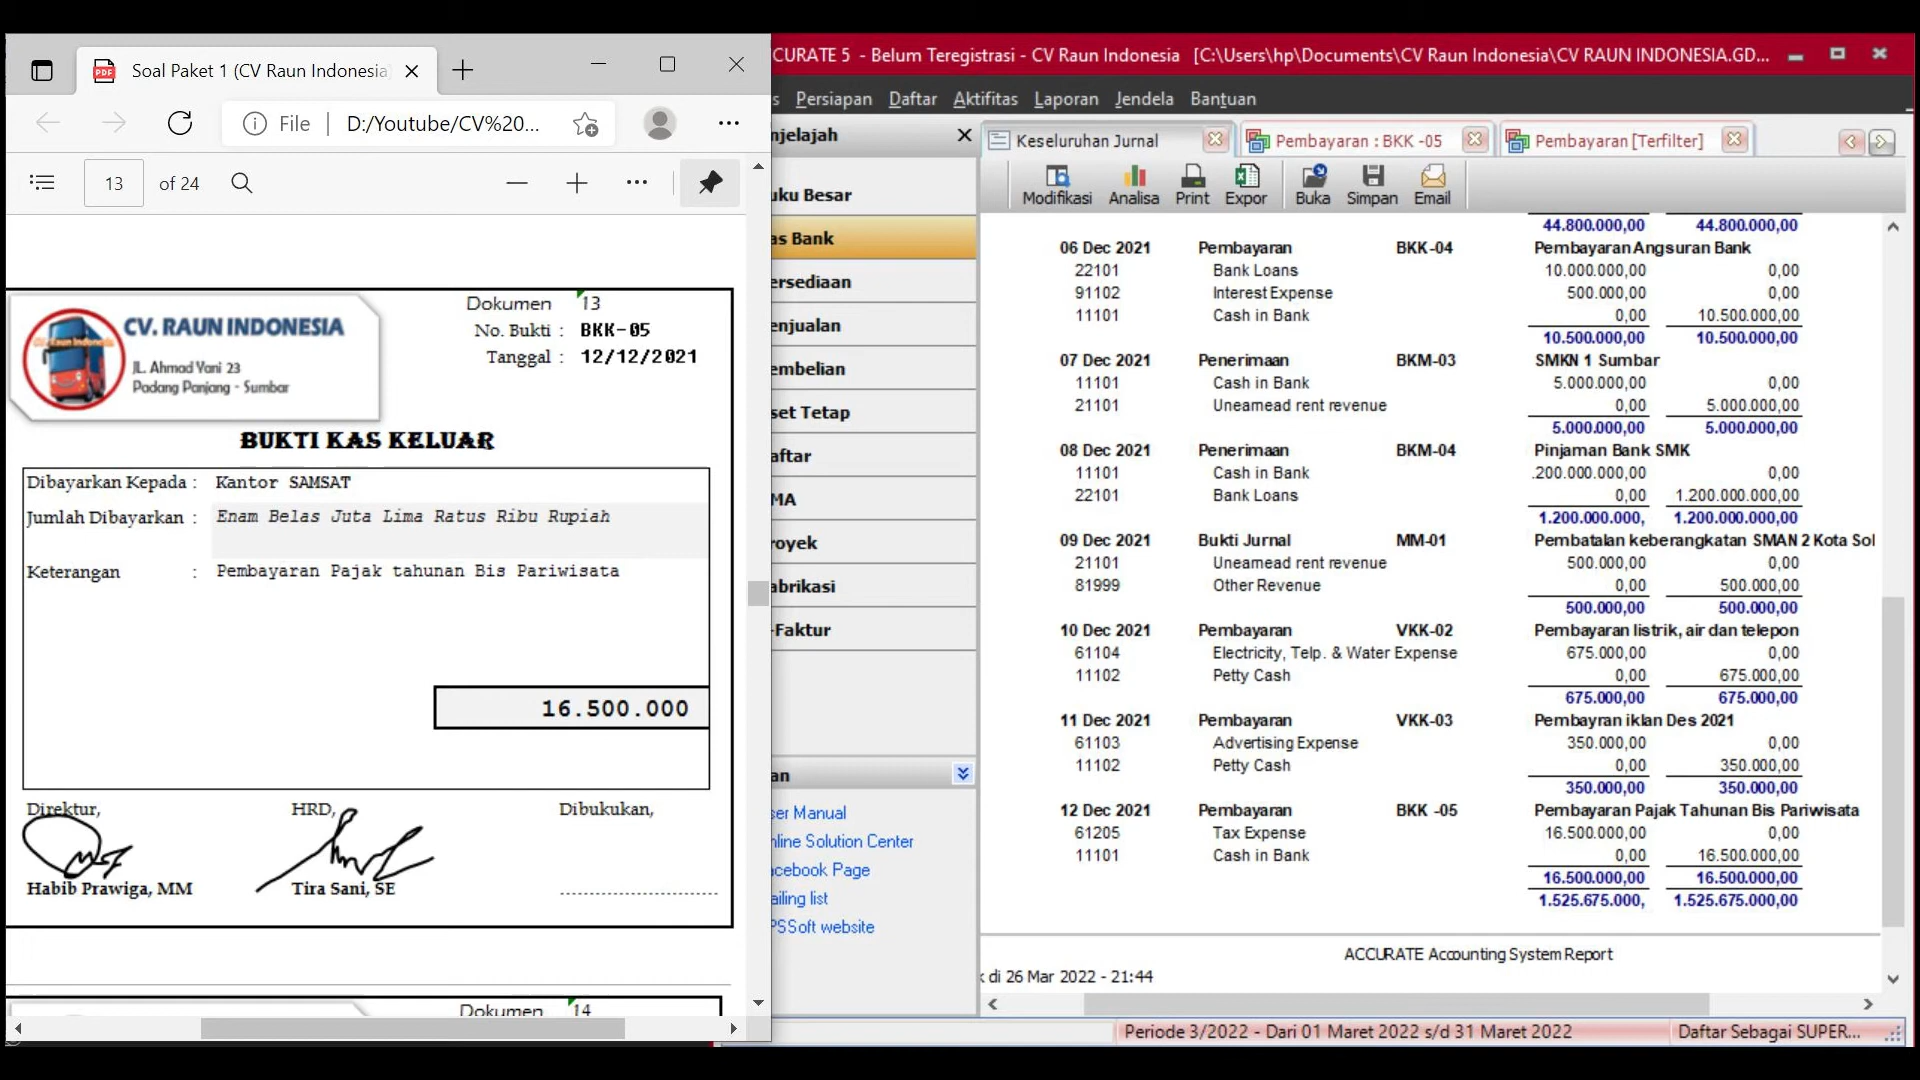 Soal Paket 1 (CV Raun Indonesia
File
D:/Youtube/CV%20...
13
of 24
Dokumen 13
No. Bukti : BKK-05
Tanggal : 12/12/2021
CV. RAUN INDONESIA
JL. Ahmad Yani 23
Padang Panjang - Sumbar
BUKTI KAS KELUAR
Dibayarkan Kepada : Kantor SAMSAT
Jumlah Dibayarkan : Enam Belas Juta Lima Ratus Ribu Rupiah
Keterangan : Pembayaran Pajak tahunan Bis Pariwisata
16.500.000
Direktur, HRD, Dibukukan,
Habib Prawiga, MM Tira Sani, SE
Dokumen 14
CURATE 5 - Belum Teregistrasi - CV Raun Indonesia [C:\Users\hp\Documents\CV Raun Indonesia\CV RAUN INDONESIA.GD...
s Persiapan Daftar Aktifitas Laporan Jendela Bantuan
njelajah
uku Besar
as Bank
ersediaan
enjualan
embelian
set Tetap
aftar
MA
royek
abrikasi
-Faktur
an
ser Manual
nline Solution Center
acebook Page
ailing list
PSSoft website
Keseluruhan Jurnal
Pembayaran : BKK -05
Pembayaran [Terfilter]
Modifikasi Analisa Print Expor Buka Simpan Email
44.800.000,00 44.800.000,00
06 Dec 2021 Pembayaran BKK-04 Pembayaran Angsuran Bank
22101 Bank Loans 10.000.000,00 0,00
91102 Interest Expense 500.000,00 0,00
11101 Cash in Bank 0,00 10.500.000,00
10.500.000,00 10.500.000,00
07 Dec 2021 Penerimaan BKM-03 SMKN 1 Sumbar
11101 Cash in Bank 5.000.000,00 0,00
21101 Unearnead rent revenue 0,00 5.000.000,00
5.000.000,00 5.000.000,00
08 Dec 2021 Penerimaan BKM-04 Pinjaman Bank SMK
11101 Cash in Bank .200.000.000,00 0,00
22101 Bank Loans 0,00 1.200.000.000,00
1.200.000.000, 1.200.000.000,00
09 Dec 2021 Bukti Jurnal MM-01 Pembatalan keberangkatan SMAN 2 Kota Sol
21101 Unearnead rent revenue 500.000,00 0,00
81999 Other Revenue 0,00 500.000,00
500.000,00 500.000,00
10 Dec 2021 Pembayaran VKK-02 Pembayaran listrik, air dan telepon
61104 Electricity, Telp. & Water Expense 675.000,00 0,00
11102 Petty Cash 0,00 675.000,00
675.000,00 675.000,00
11 Dec 2021 Pembayaran VKK-03 Pembayran iklan Des 2021
61103 Advertising Expense 350.000,00 0,00
11102 Petty Cash 0,00 350.000,00
350.000,00 350.000,00
12 Dec 2021 Pembayaran BKK -05 Pembayaran Pajak Tahunan Bis Pariwisata
61205 Tax Expense 16.500.000,00 0,00
11101 Cash in Bank 0,00 16.500.000,00
16.500.000,00 16.500.000,00
1.525.675.000, 1.525.675.000,00
ACCURATE Accounting System Report
k di 26 Mar 2022 - 21:44
Periode 3/2022 - Dari 01 Maret 2022 s/d 31 Maret 2022
Daftar Sebagai SUPER...